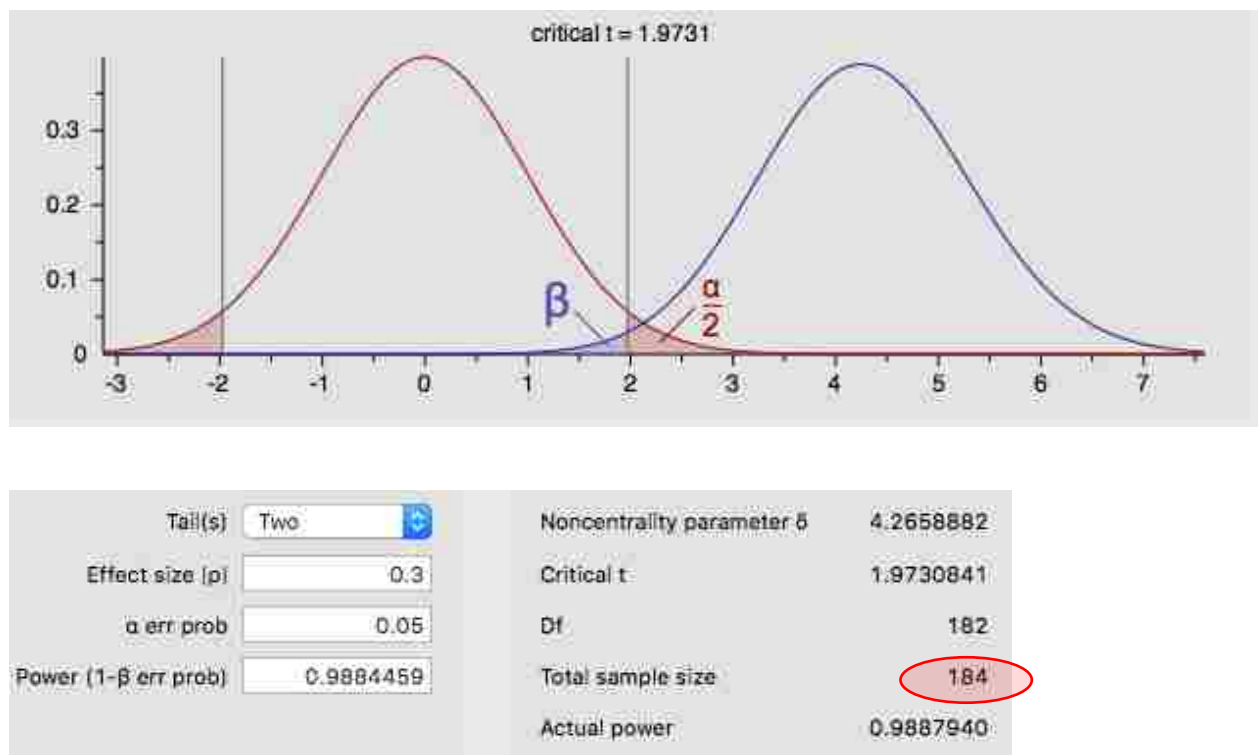 critical t = 1.9731
0.3
0.2
0.1
0
β
α
2
-3 -2 -1 0 1 2 3 4 5 6 7
Tail(s) Two
Effect size |ρ| 0.3
α err prob 0.05
Power (1-β err prob) 0.9884459
Noncentrality parameter δ 4.2658882
Critical t 1.9730841
Df 182
Total sample size 184
Actual power 0.9887940